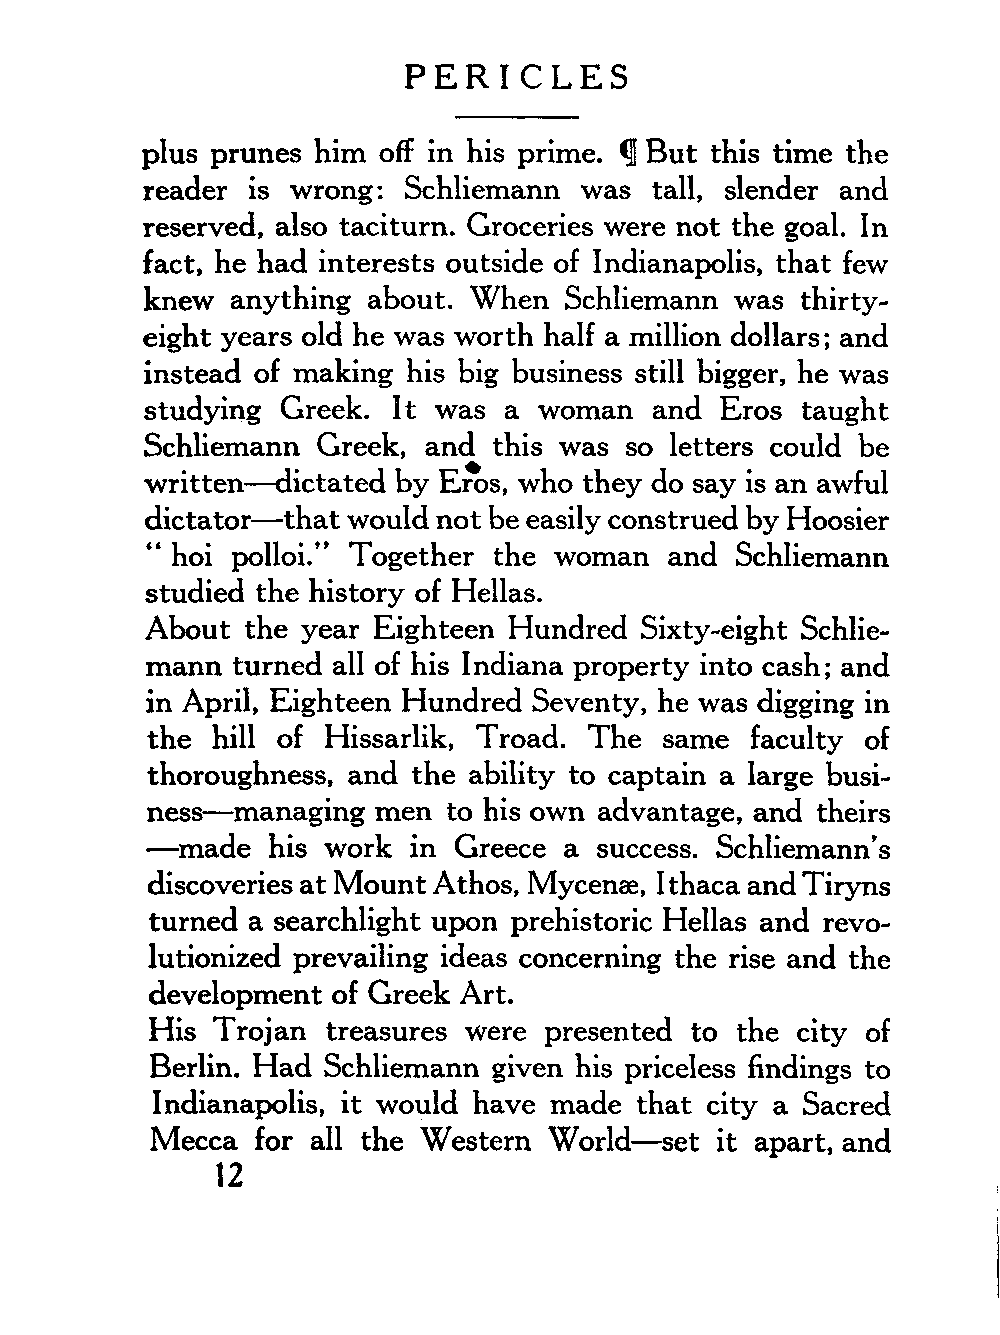 PERICLES
plus prunes him off in his prime. ¶ But this time the
reader is wrong: Schliemann was tall, slender and
reserved, also taciturn. Groceries were not the goal. In
fact, he had interests outside of Indianapolis, that few
knew anything about. When Schliemann was thirty-
eight years old he was worth half a million dollars; and
instead of making his big business still bigger, he was
studying Greek. It was a woman and Eros taught
Schliemann Greek, and this was so letters could be
written—dictated by Eros, who they do say is an awful
dictator—that would not be easily construed by Hoosier
“ hoi polloi.” Together the woman and Schliemann
studied the history of Hellas.
About the year Eighteen Hundred Sixty-eight Schlie-
mann turned all of his Indiana property into cash; and
in April, Eighteen Hundred Seventy, he was digging in
the hill of Hissarlik, Troad. The same faculty of
thoroughness, and the ability to captain a large busi-
ness—managing men to his own advantage, and theirs
—made his work in Greece a success. Schliemann's
discoveries at Mount Athos, Mycenæ, Ithaca and Tiryns
turned a searchlight upon prehistoric Hellas and revo-
lutionized prevailing ideas concerning the rise and the
development of Greek Art.
His Trojan treasures were presented to the city of
Berlin. Had Schliemann given his priceless findings to
Indianapolis, it would have made that city a Sacred
Mecca for all the Western World—set it apart, and
12